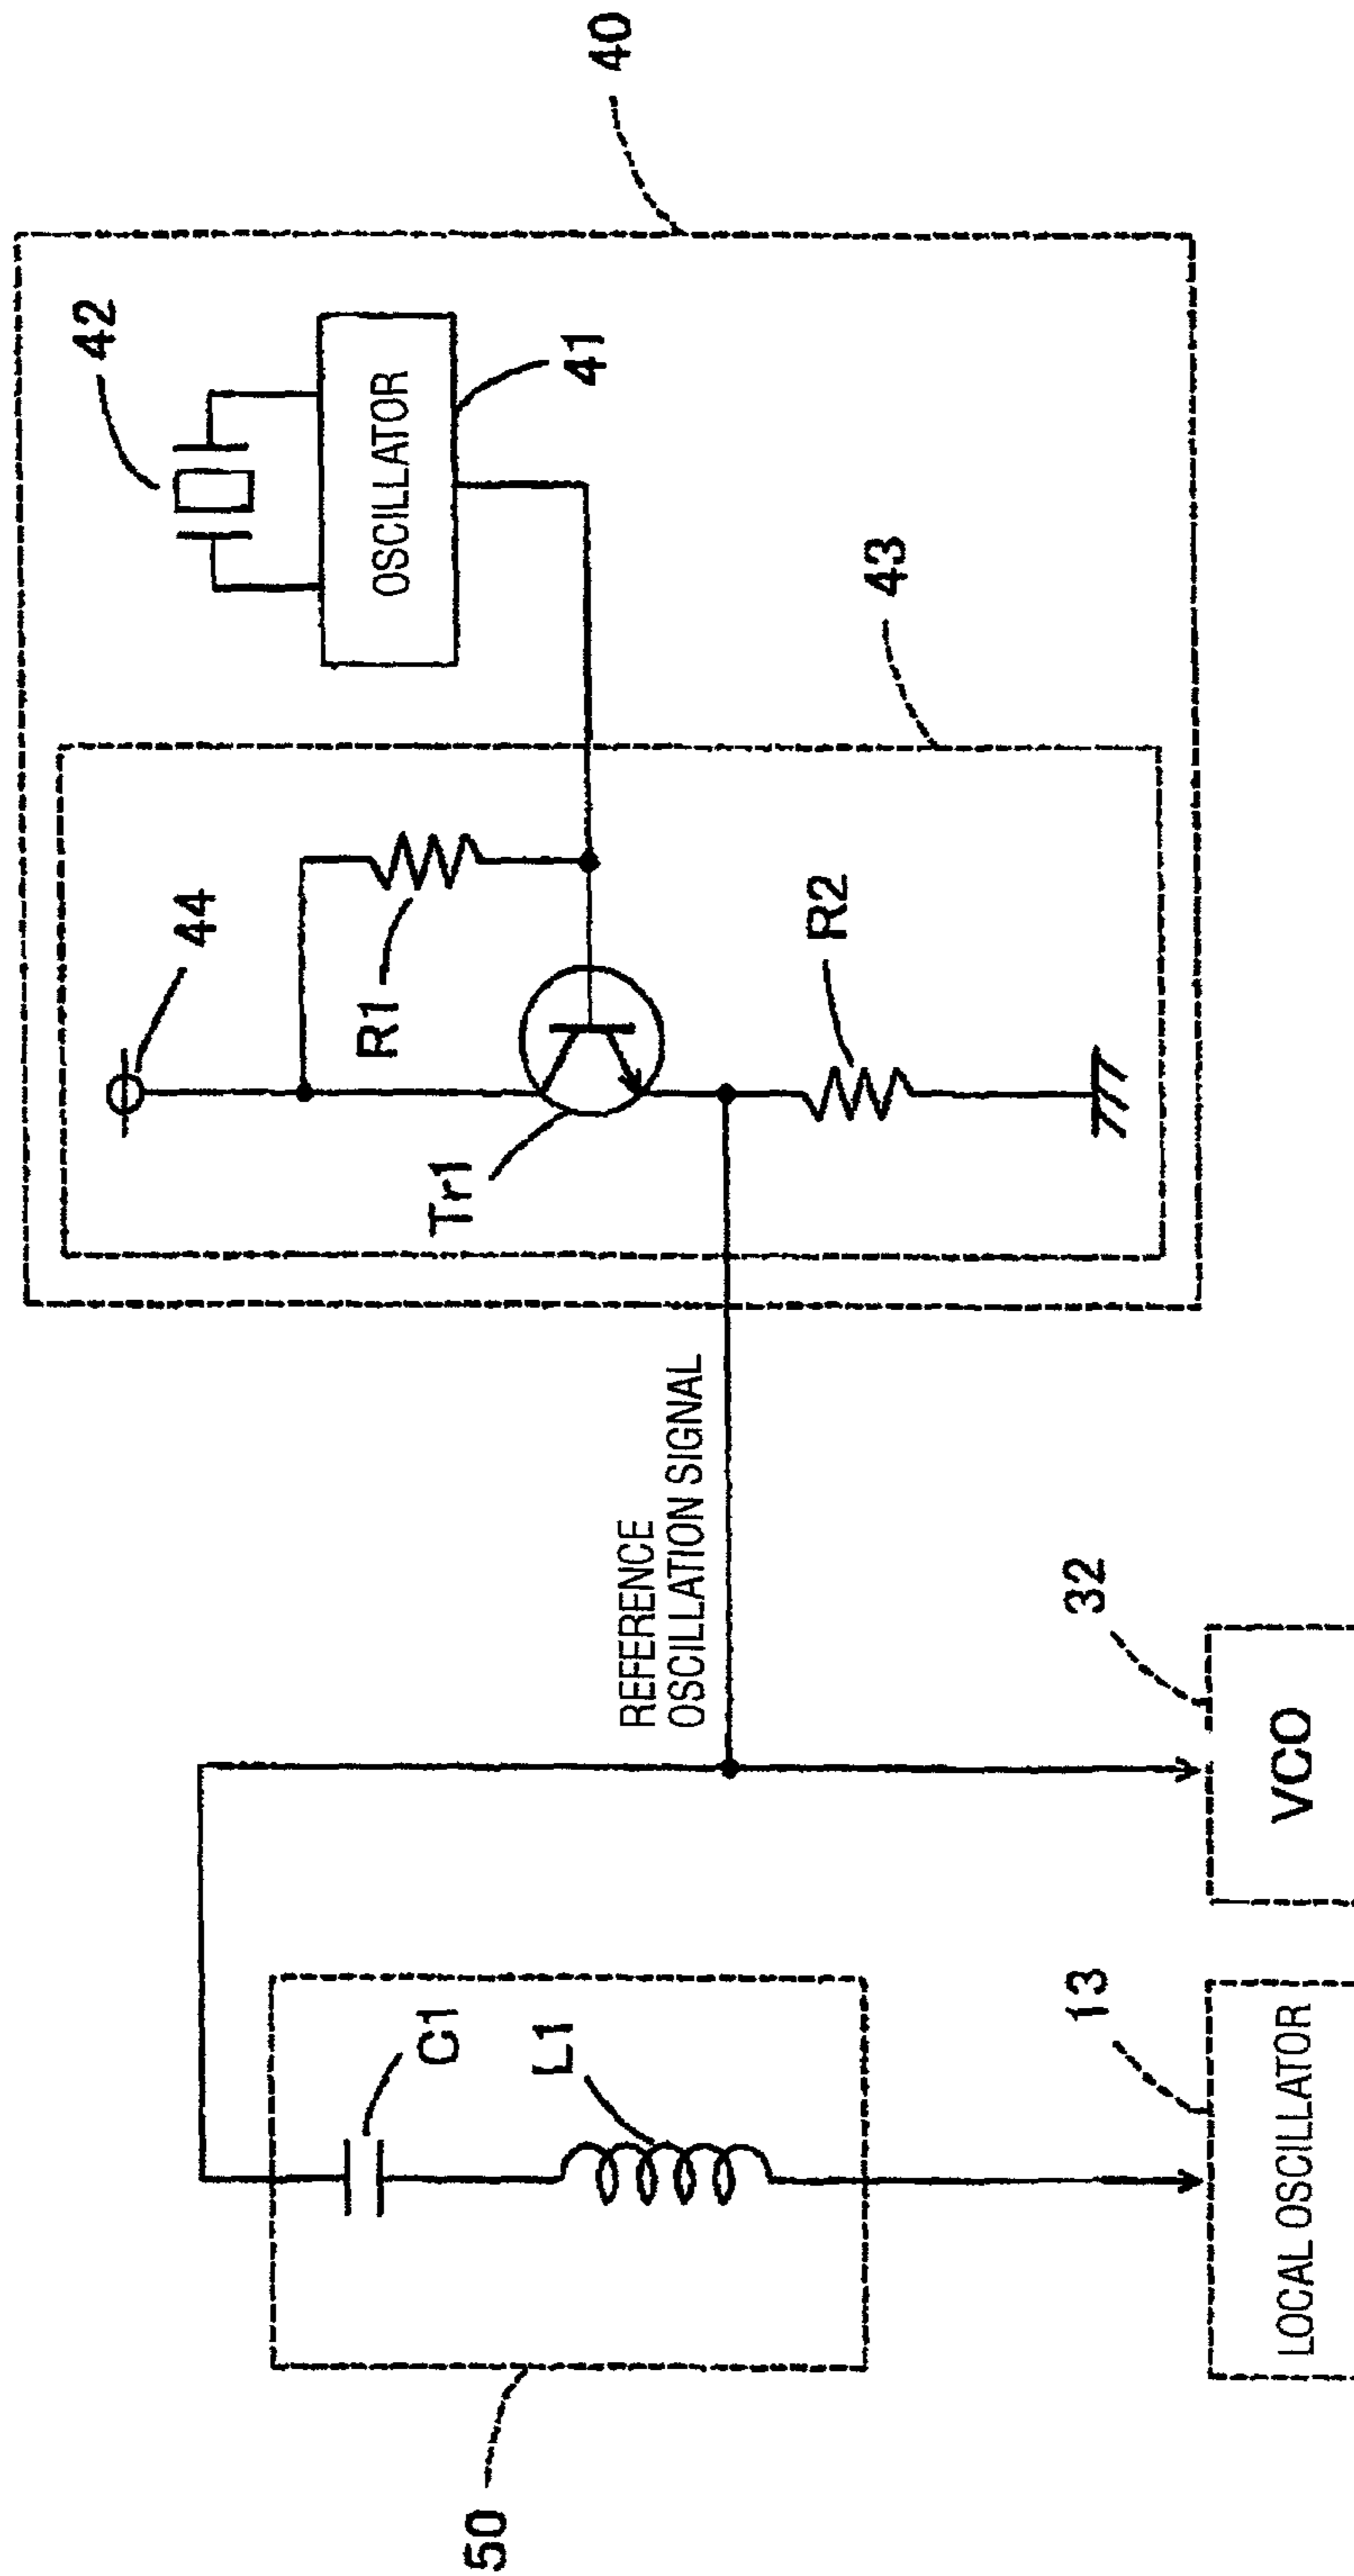 42
44
40
OSCILLATOR
R1
C1
Tr1
50
L1
41
REFERENCE
OSCILLATION SIGNAL
R2
43
13
32
LOCAL OSCILLATOR
VCO